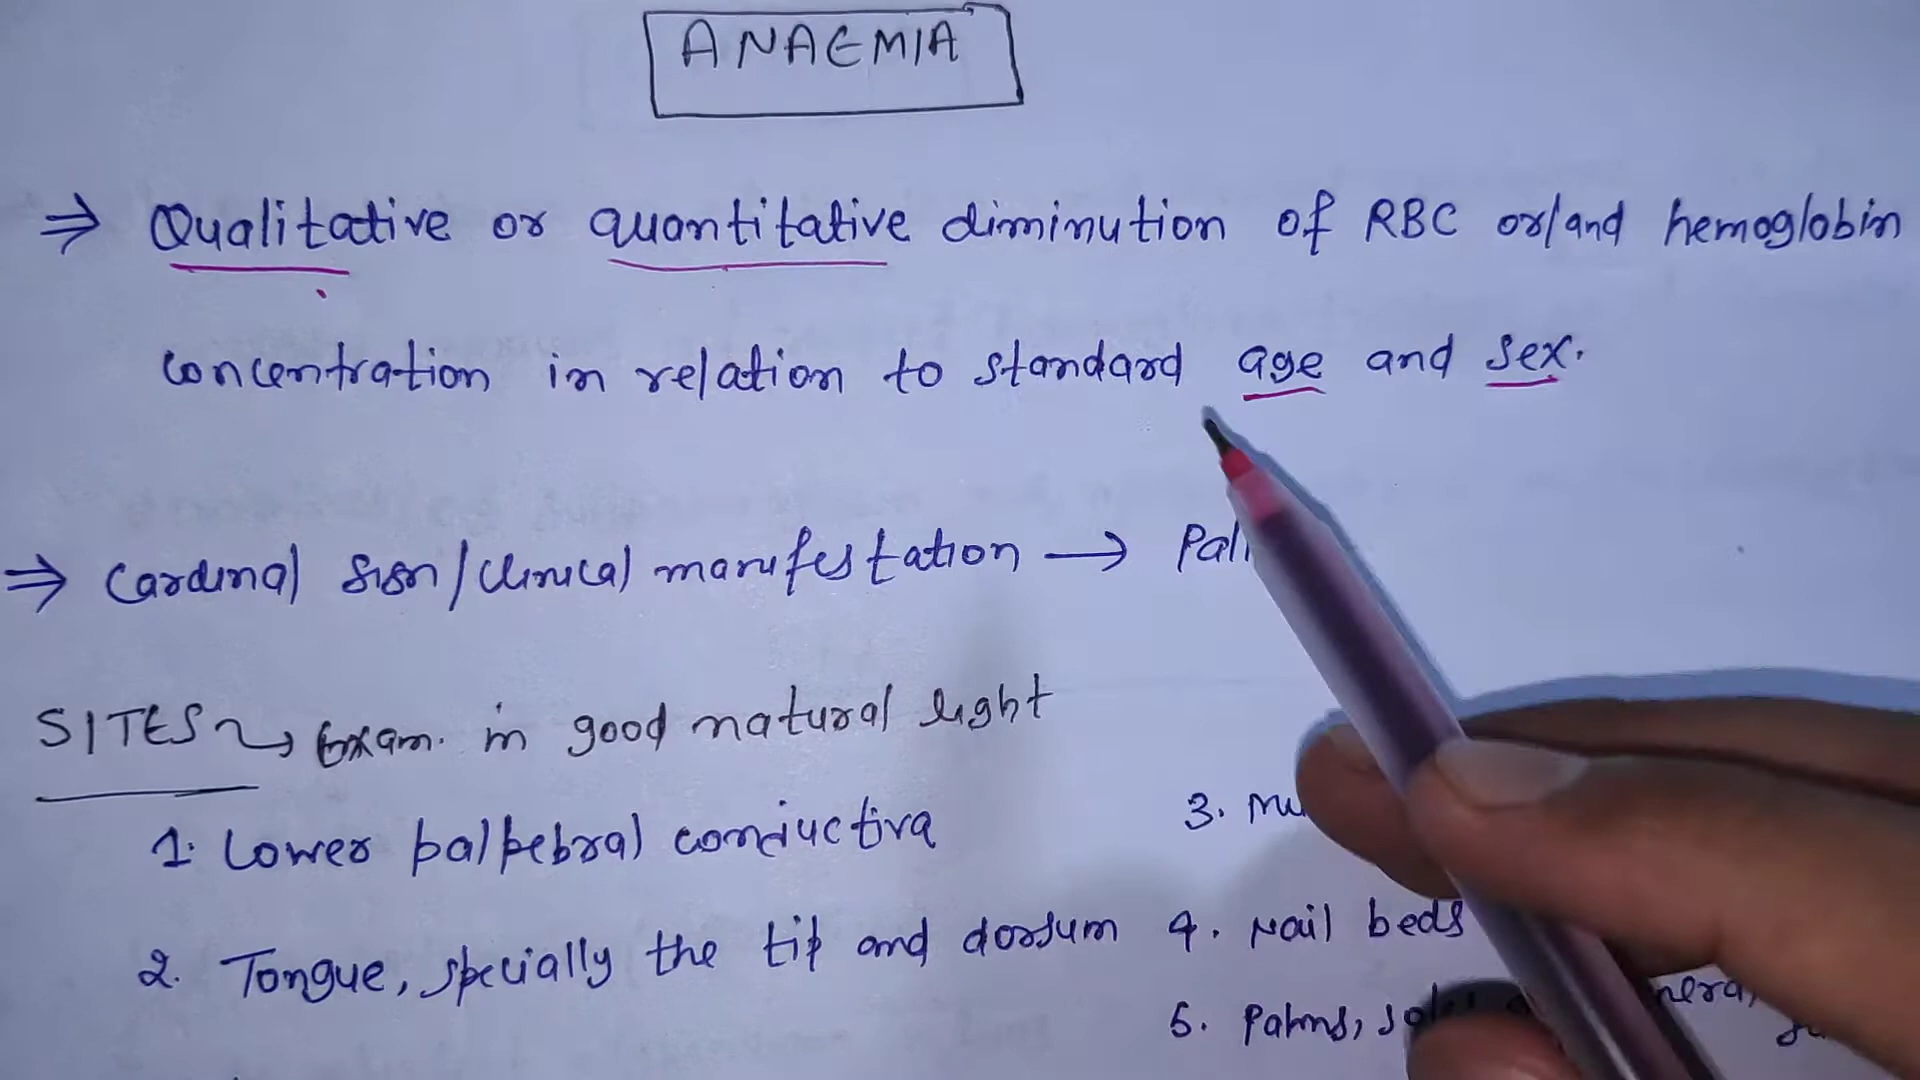 ANAEMIA
⇒ Qualitative or quantitative diminution of RBC or/and hemoglobin
concentration in relation to standard age and sex.
⇒ Cardinal sign/clinical manifestation →
SITES Exam. in good natural light
1. Lower palpebral conjuctiva
2. Tongue, specially the tip and dorsum
3.
4. Nail beds
5. Palms,